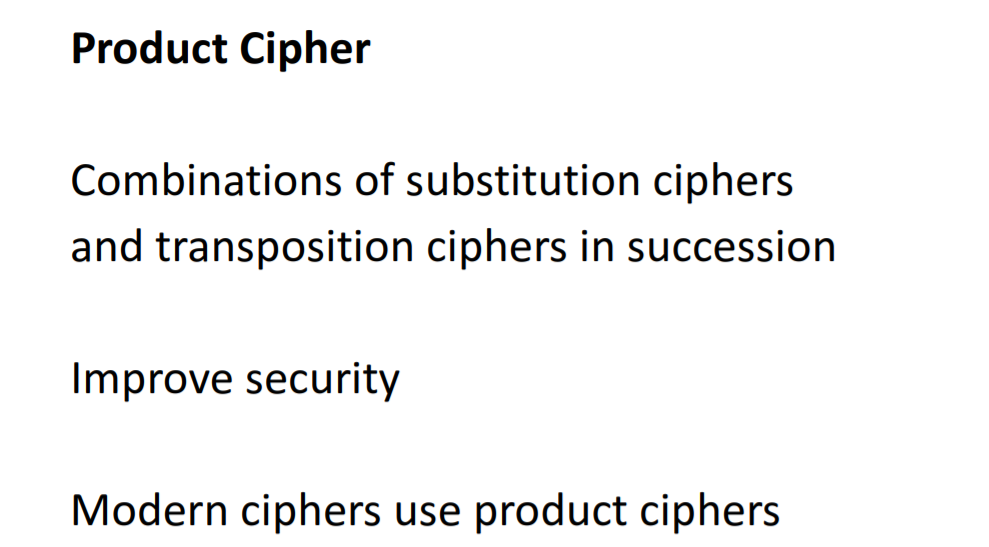 Product Cipher
Combinations of substitution ciphers
and transposition ciphers in succession
Improve security
Modern ciphers use product ciphers